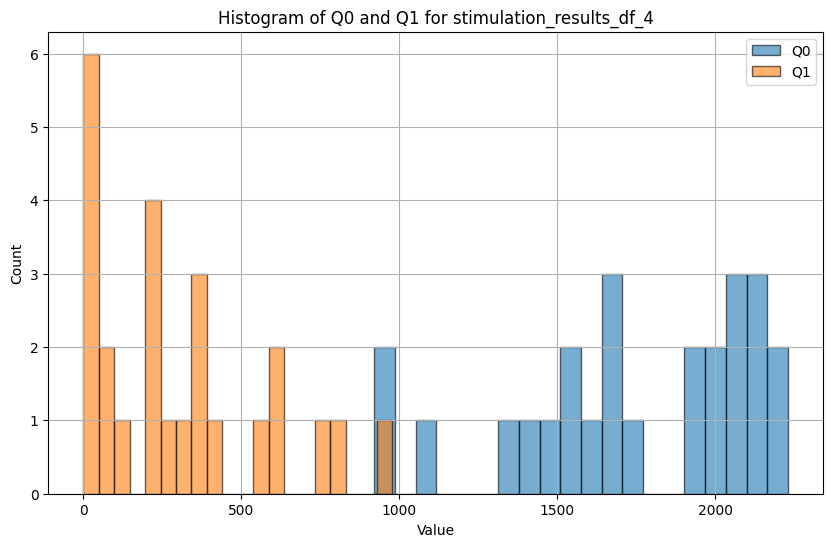 Histogram of Q0 and Q1 for stimulation_results_df_4
Q0
Q1
Count
6
5
4
3
2
1
0
0 500 1000 1500 2000
Value